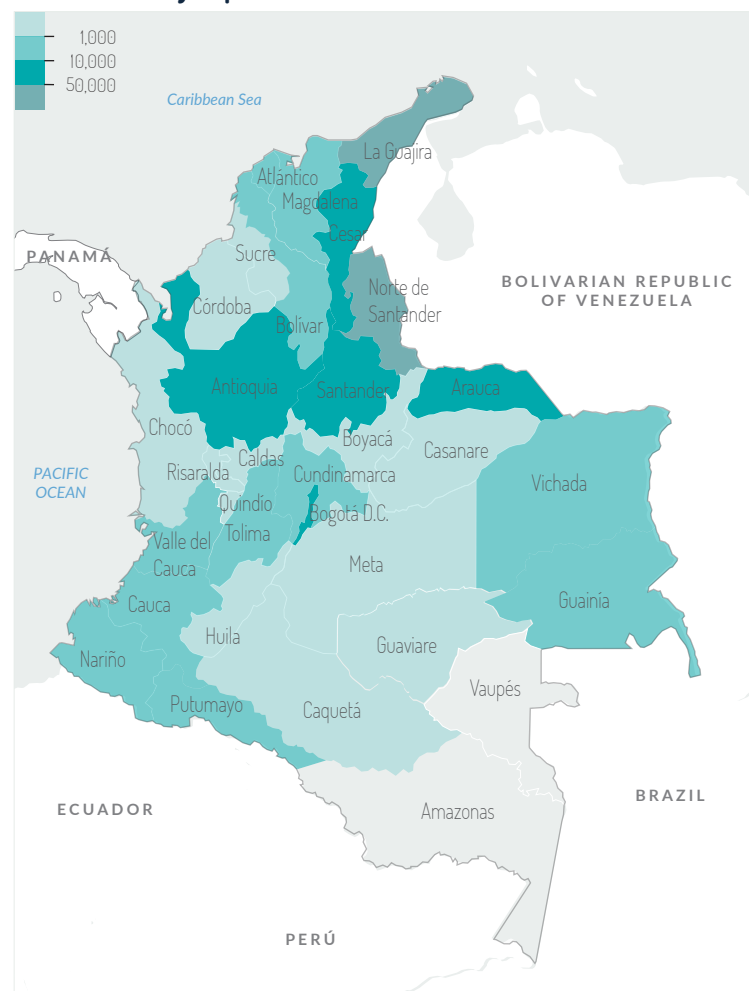 1,000
10,000
50,000
Caribbean Sea
La Guajira
Atlántico
Magdalena
Cesar
Sucre
PANAMÁ
BOLIVARIAN REPUBLIC
OF VENEZUELA
Norte de
Santander
Córdoba
Bolívar
D
Antioquia
Santander
Arauca
Chocó
Boyacá
Casanare
Caldas
Risaralda
Cundinamarca
PACIFIC
OCEAN
Vichada
Quindío
Bogotá D.C.
Tolima
Valle del
Cauca
Meta
Cauca
Guainía
Huila
Guaviare
Nariño
Vaupés
Putumayo
Caquetá
ECUADOR
Amazonas
BRAZIL
PERÚ